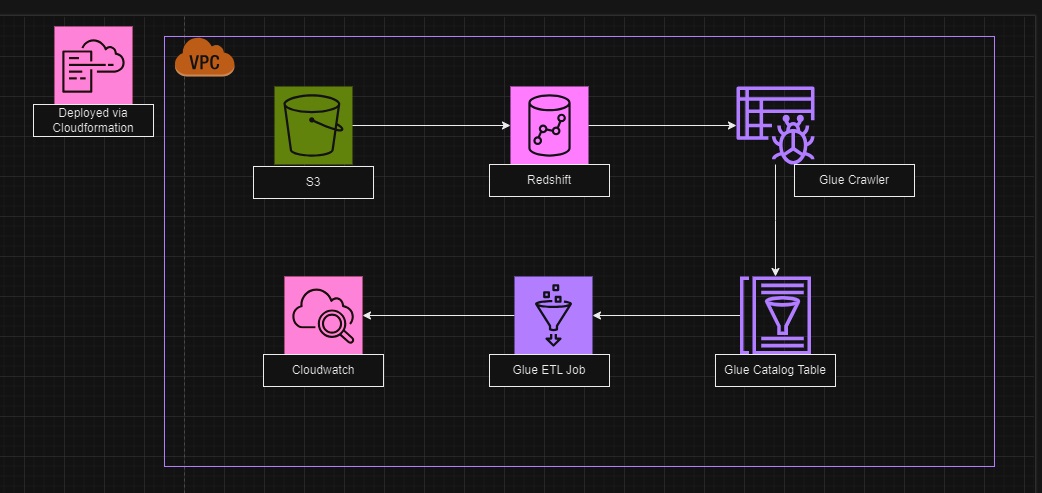 VPC
Deployed via
Cloudformation
S3
Redshift
Glue Crawler
Cloudwatch
Glue ETL Job
Glue Catalog Table